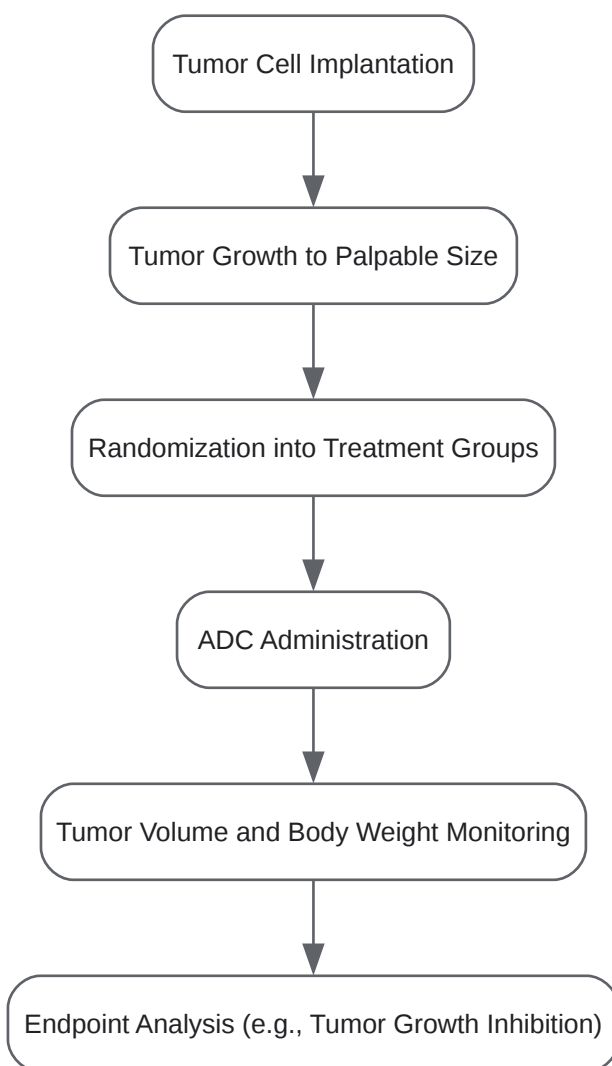 Tumor Cell Implantation
Tumor Growth to Palpable Size
Randomization into Treatment Groups
ADC Administration
Tumor Volume and Body Weight Monitoring
Endpoint Analysis (e.g., Tumor Growth Inhibition)